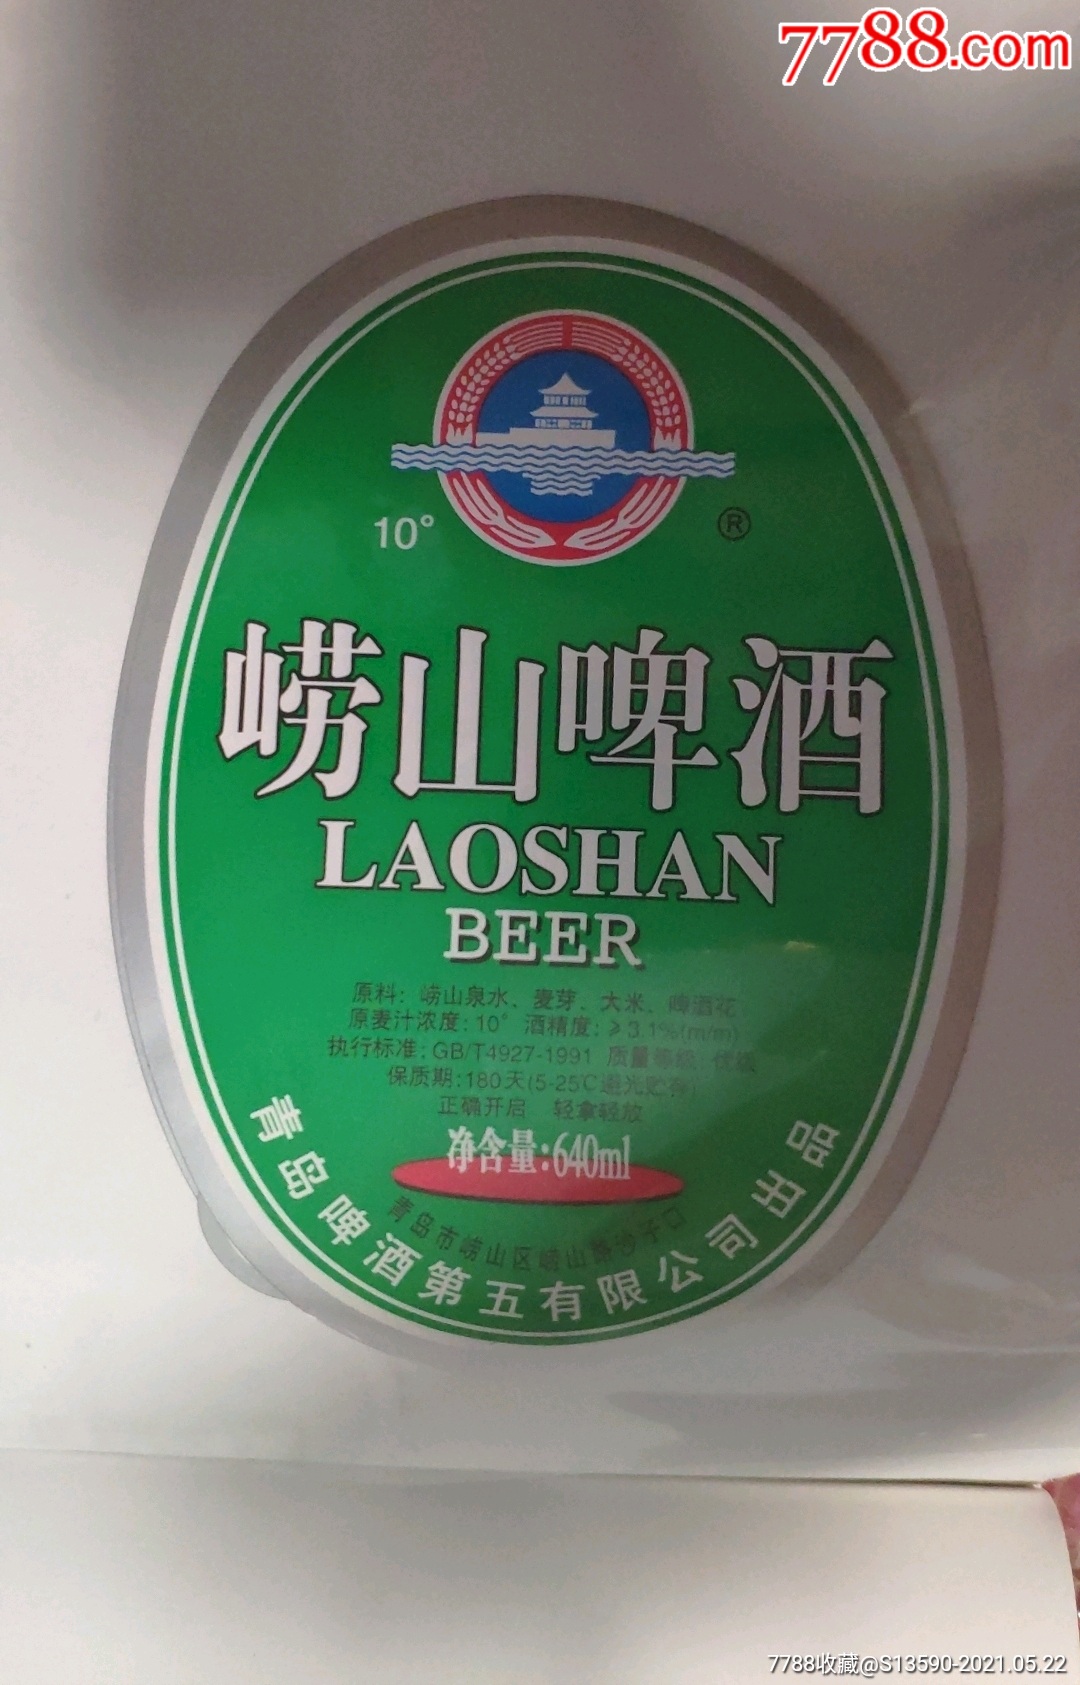 7788.com
10°
®
崂山啤酒
LAOSHAN
BEER
原料：崂山泉水、麦芽、大米、啤酒花
原麦汁浓度：10° 酒精度：≥3.1%(m/m)
执行标准：GB/T4927-1991 质量等级：优级
保质期：180天(5-25℃避光贮存)
正确开启 轻拿轻放
净含量：640ml
青岛市崂山区崂山路沙子口
青岛啤酒第五有限公司出品
7788收藏@S13590-2021.05.22